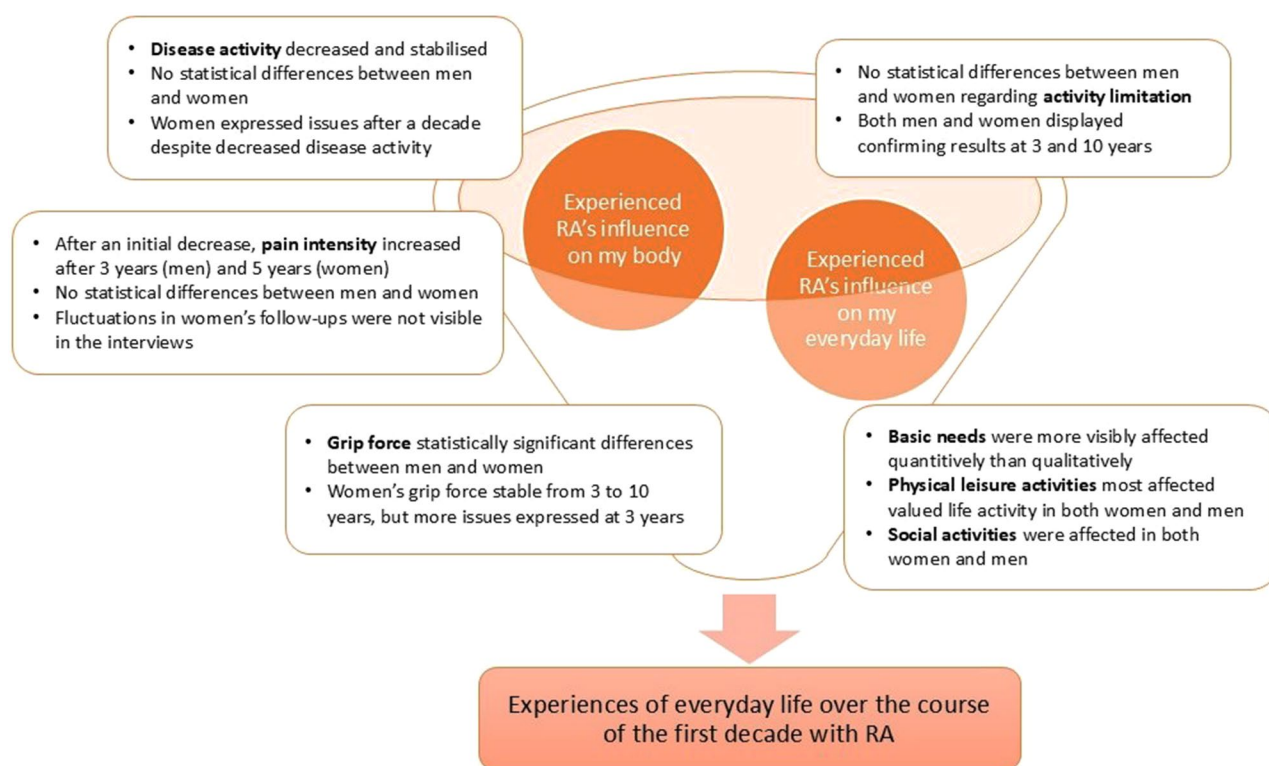 • Disease activity decreased and stabilised
• No statistical differences between men
and women
• Women expressed issues after a decade
despite decreased disease activity
• No statistical differences between men
and women regarding activity limitation
• Both men and women displayed
confirming results at 3 and 10 years
Experienced
RA's influence
on my body
Experienced
RA's influence
on my
everyday life
• After an initial decrease, pain intensity increased
after 3 years (men) and 5 years (women)
• No statistical differences between men and women
• Fluctuations in women's follow-ups were not visible
in the interviews
• Grip force statistically significant differences
between men and women
• Women's grip force stable from 3 to 10
years, but more issues expressed at 3 years
• Basic needs were more visibly affected
quantitively than qualitatively
• Physical leisure activities most affected
valued life activity in both women and men
• Social activities were affected in both
women and men
Experiences of everyday life over the course
of the first decade with RA